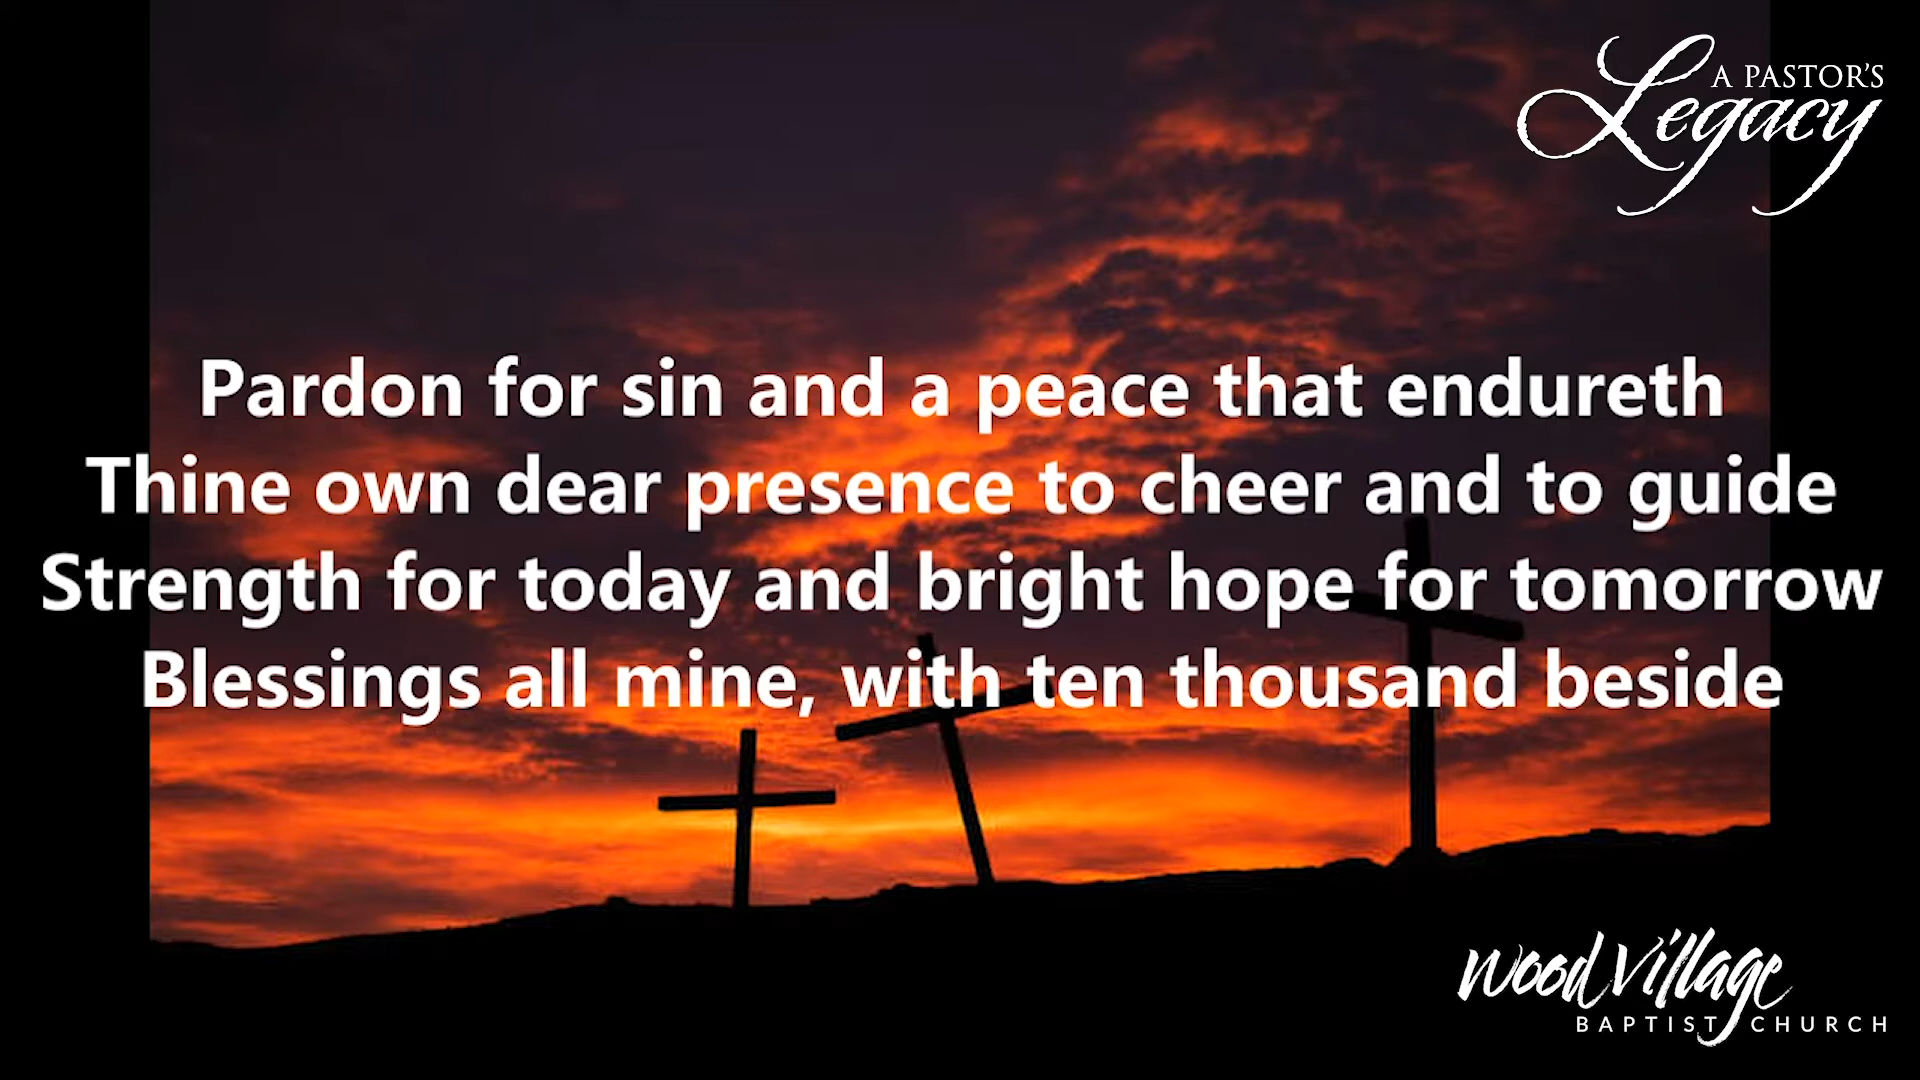 A PASTOR'S
Legacy
Pardon for sin and a peace that endureth
Thine own dear presence to cheer and to guide
Strength for today and bright hope for tomorrow
Blessings all mine, with ten thousand beside
Wood Village
BAPTIST CHURCH